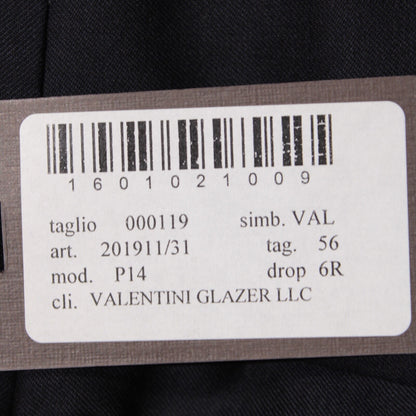 1601021009
taglio 000119 simb. VAL
art. 201911/31 tag. 56
mod. P14 drop 6R
cli. VALENTINI GLAZER LLC